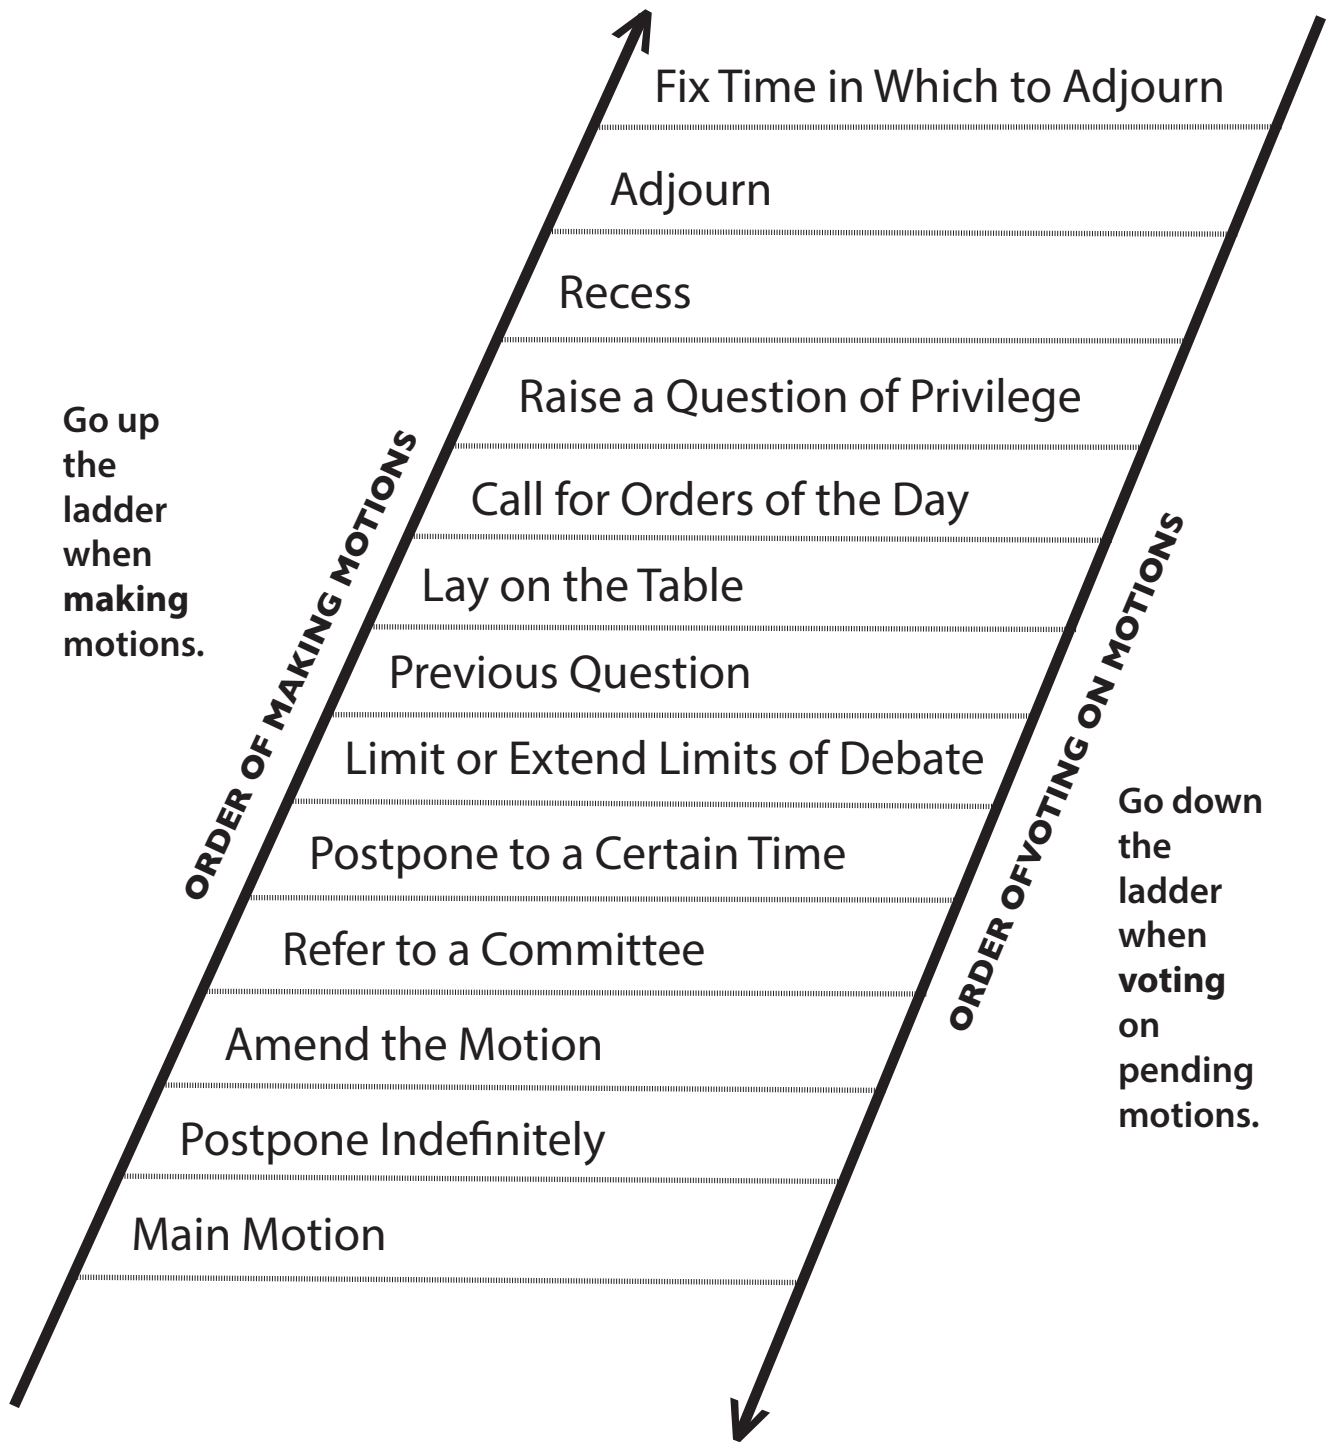 Fix Time in Which to Adjourn
Adjourn
Recess
Raise a Question of Privilege
Call for Orders of the Day
Lay on the Table
Previous Question
Limit or Extend Limits of Debate
Postpone to a Certain Time
Refer to a Committee
Amend the Motion
Postpone Indefinitely
Main Motion
Go up
the
ladder
when
making
motions.
ORDER OF MAKING MOTIONS
ORDER OFVOTING ON MOTIONS
Go down
the
ladder
when
voting
on
pending
motions.